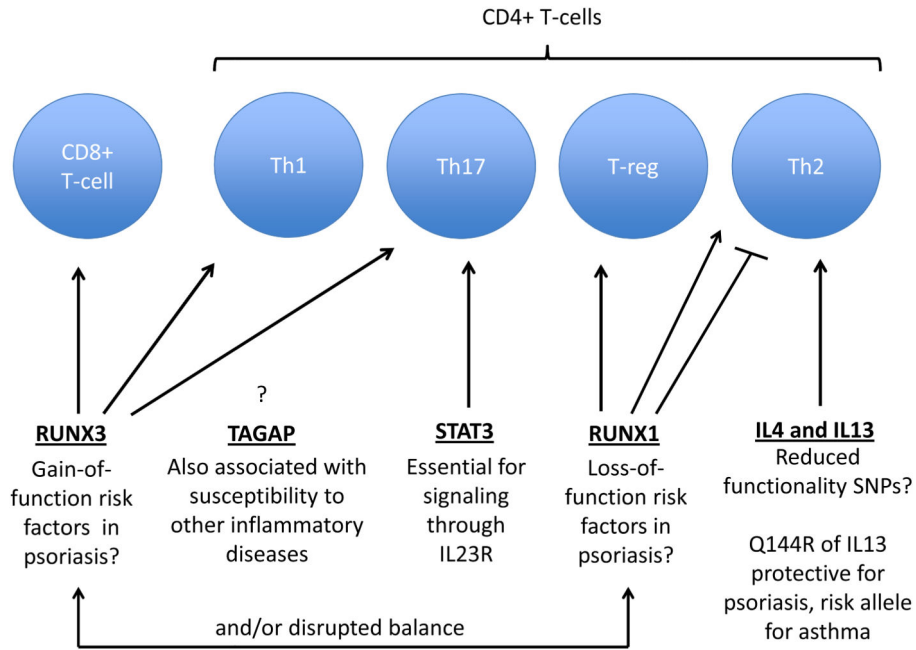 CD4+ T-cells
CD8+
T-cell
Th1
Th17
T-reg
Th2
?
RUNX3
Gain-of-
function risk
factors in
psoriasis?
TAGAP
Also associated with
susceptibility to
other inflammatory
diseases
STAT3
Essential for
signaling
through
IL23R
RUNX1
Loss-of-
function risk
factors in
psoriasis?
IL4 and IL13
Reduced
functionality SNPs?
Q144R of IL13
protective for
psoriasis, risk allele
for asthma
and/or disrupted balance